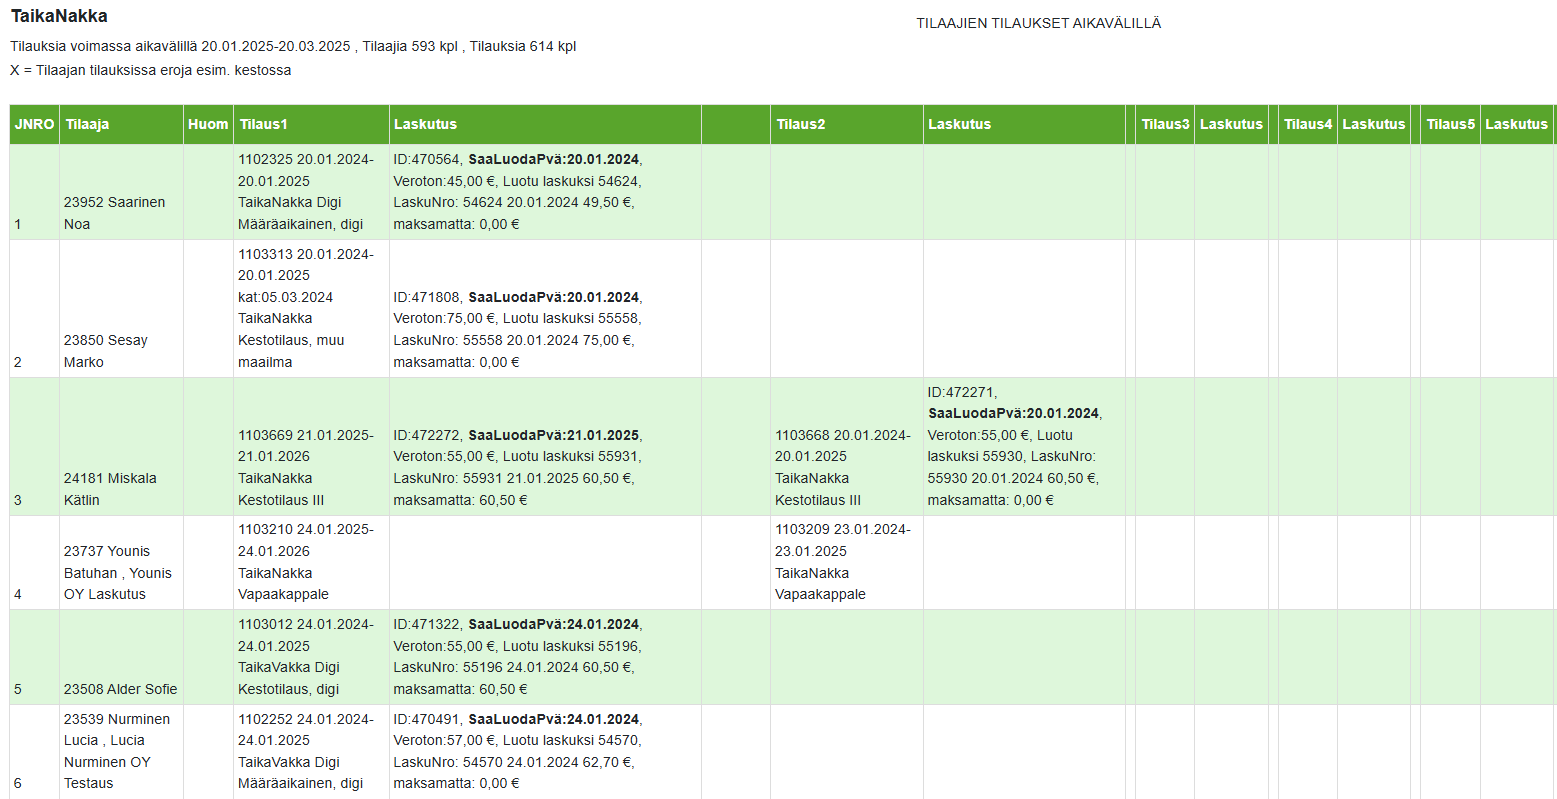 TaikaNakka
TILAAJIEN TILAUKSET AIKAVÄLILLÄ
Tilauksia voimassa aikavälillä 20.01.2025-20.03.2025 , Tilaajia 593 kpl , Tilauksia 614 kpl
X = Tilaajan tilauksissa eroja esim. kestossa
JNRO Tilaaja Huom Tilaus1 Laskutus Tilaus2 Laskutus Tilaus3 Laskutus Tilaus4 Laskutus Tilaus5 Laskutus
1
23952 Saarinen
Noa
1102325 20.01.2024-
20.01.2025
TaikaNakka Digi
Määräaikainen, digi
ID:470564, SaaLuodaPvä:20.01.2024,
Veroton:45,00 €, Luotu laskuksi 54624,
LaskuNro: 54624 20.01.2024 49,50 €,
maksamatta: 0,00 €
2
23850 Sesay
Marko
1103313 20.01.2024-
20.01.2025
kat:05.03.2024
TaikaNakka
Kestotilaus, muu
maailma
ID:471808, SaaLuodaPvä:20.01.2024,
Veroton:75,00 €, Luotu laskuksi 55558,
LaskuNro: 55558 20.01.2024 75,00 €,
maksamatta: 0,00 €
3
24181 Miskala
Kätlin
1103669 21.01.2025-
21.01.2026
TaikaNakka
Kestotilaus III
ID:472272, SaaLuodaPvä:21.01.2025,
Veroton:55,00 €, Luotu laskuksi 55931,
LaskuNro: 55931 21.01.2025 60,50 €,
maksamatta: 60,50 €
1103668 20.01.2024-
20.01.2025
TaikaNakka
Kestotilaus III
ID:472271,
SaaLuodaPvä:20.01.2024,
Veroton:55,00 €, Luotu
laskuksi 55930, LaskuNro:
55930 20.01.2024 60,50 €,
maksamatta: 0,00 €
4
23737 Younis
Batuhan , Younis
OY Laskutus
1103210 24.01.2025-
24.01.2026
TaikaNakka
Vapaakappale
1103209 23.01.2024-
23.01.2025
TaikaNakka
Vapaakappale
5
23508 Alder Sofie
1103012 24.01.2024-
24.01.2025
TaikaVakka Digi
Kestotilaus, digi
ID:471322, SaaLuodaPvä:24.01.2024,
Veroton:55,00 €, Luotu laskuksi 55196,
LaskuNro: 55196 24.01.2024 60,50 €,
maksamatta: 60,50 €
6
23539 Nurminen
Lucia , Lucia
Nurminen OY
Testaus
1102252 24.01.2024-
24.01.2025
TaikaVakka Digi
Määräaikainen, digi
ID:470491, SaaLuodaPvä:24.01.2024,
Veroton:57,00 €, Luotu laskuksi 54570,
LaskuNro: 54570 24.01.2024 62,70 €,
maksamatta: 0,00 €